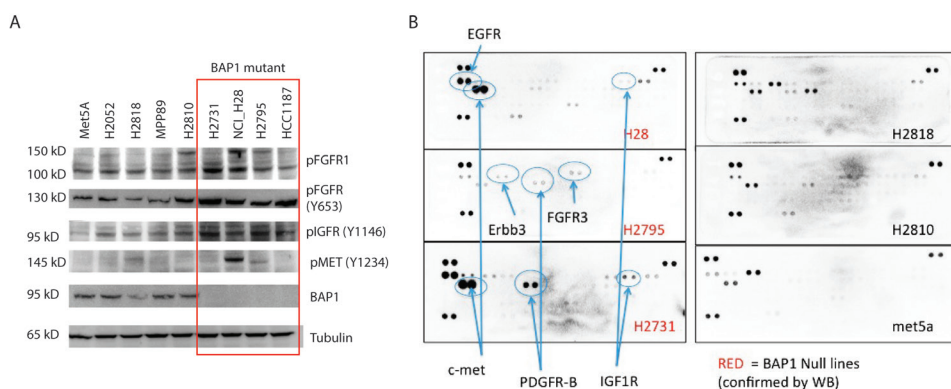 A
BAP1 mutant
Met5A
H2052
H2818
MPP89
H2810
H2731
NCI_H28
H2795
HCC1187
150 kD
pFGFR1
100 kD
130 kD
pFGFR
(Y653)
95 kD
pIGFR (Y1146)
145 kD
pMET (Y1234)
95 kD
BAP1
65 kD
Tubulin
B
EGFR
H28
H2818
Erbb3
FGFR3
H2795
H2810
H2731
met5a
c-met
PDGFR-B
IGF1R
RED = BAP1 Null lines
(confirmed by WB)